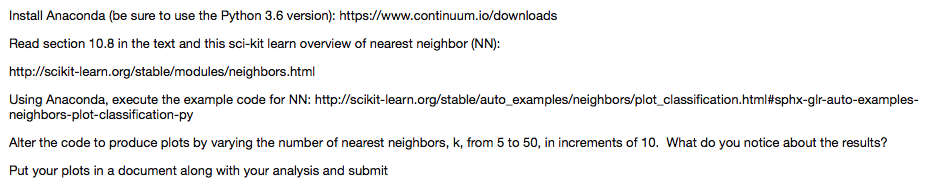 Install Anaconda (be sure to use the Python 3.6 version): https://www.continuum.io/downloads
Read section 10.8 in the text and this sci-kit learn overview of nearest neighbor (NN):
http://scikit-learn.org/stable/modules/neighbors.html
Using Anaconda, execute the example code for NN: http://scikit-learn.org/stable/auto_examples/neighbors/plot_classification.html#sphx-glr-auto-examples-
neighbors-plot-classification-py
Alter the code to produce plots by varying the number of nearest neighbors, k, from 5 to 50, in increments of 10.  What do you notice about the results?
Put your plots in a document along with your analysis and submit